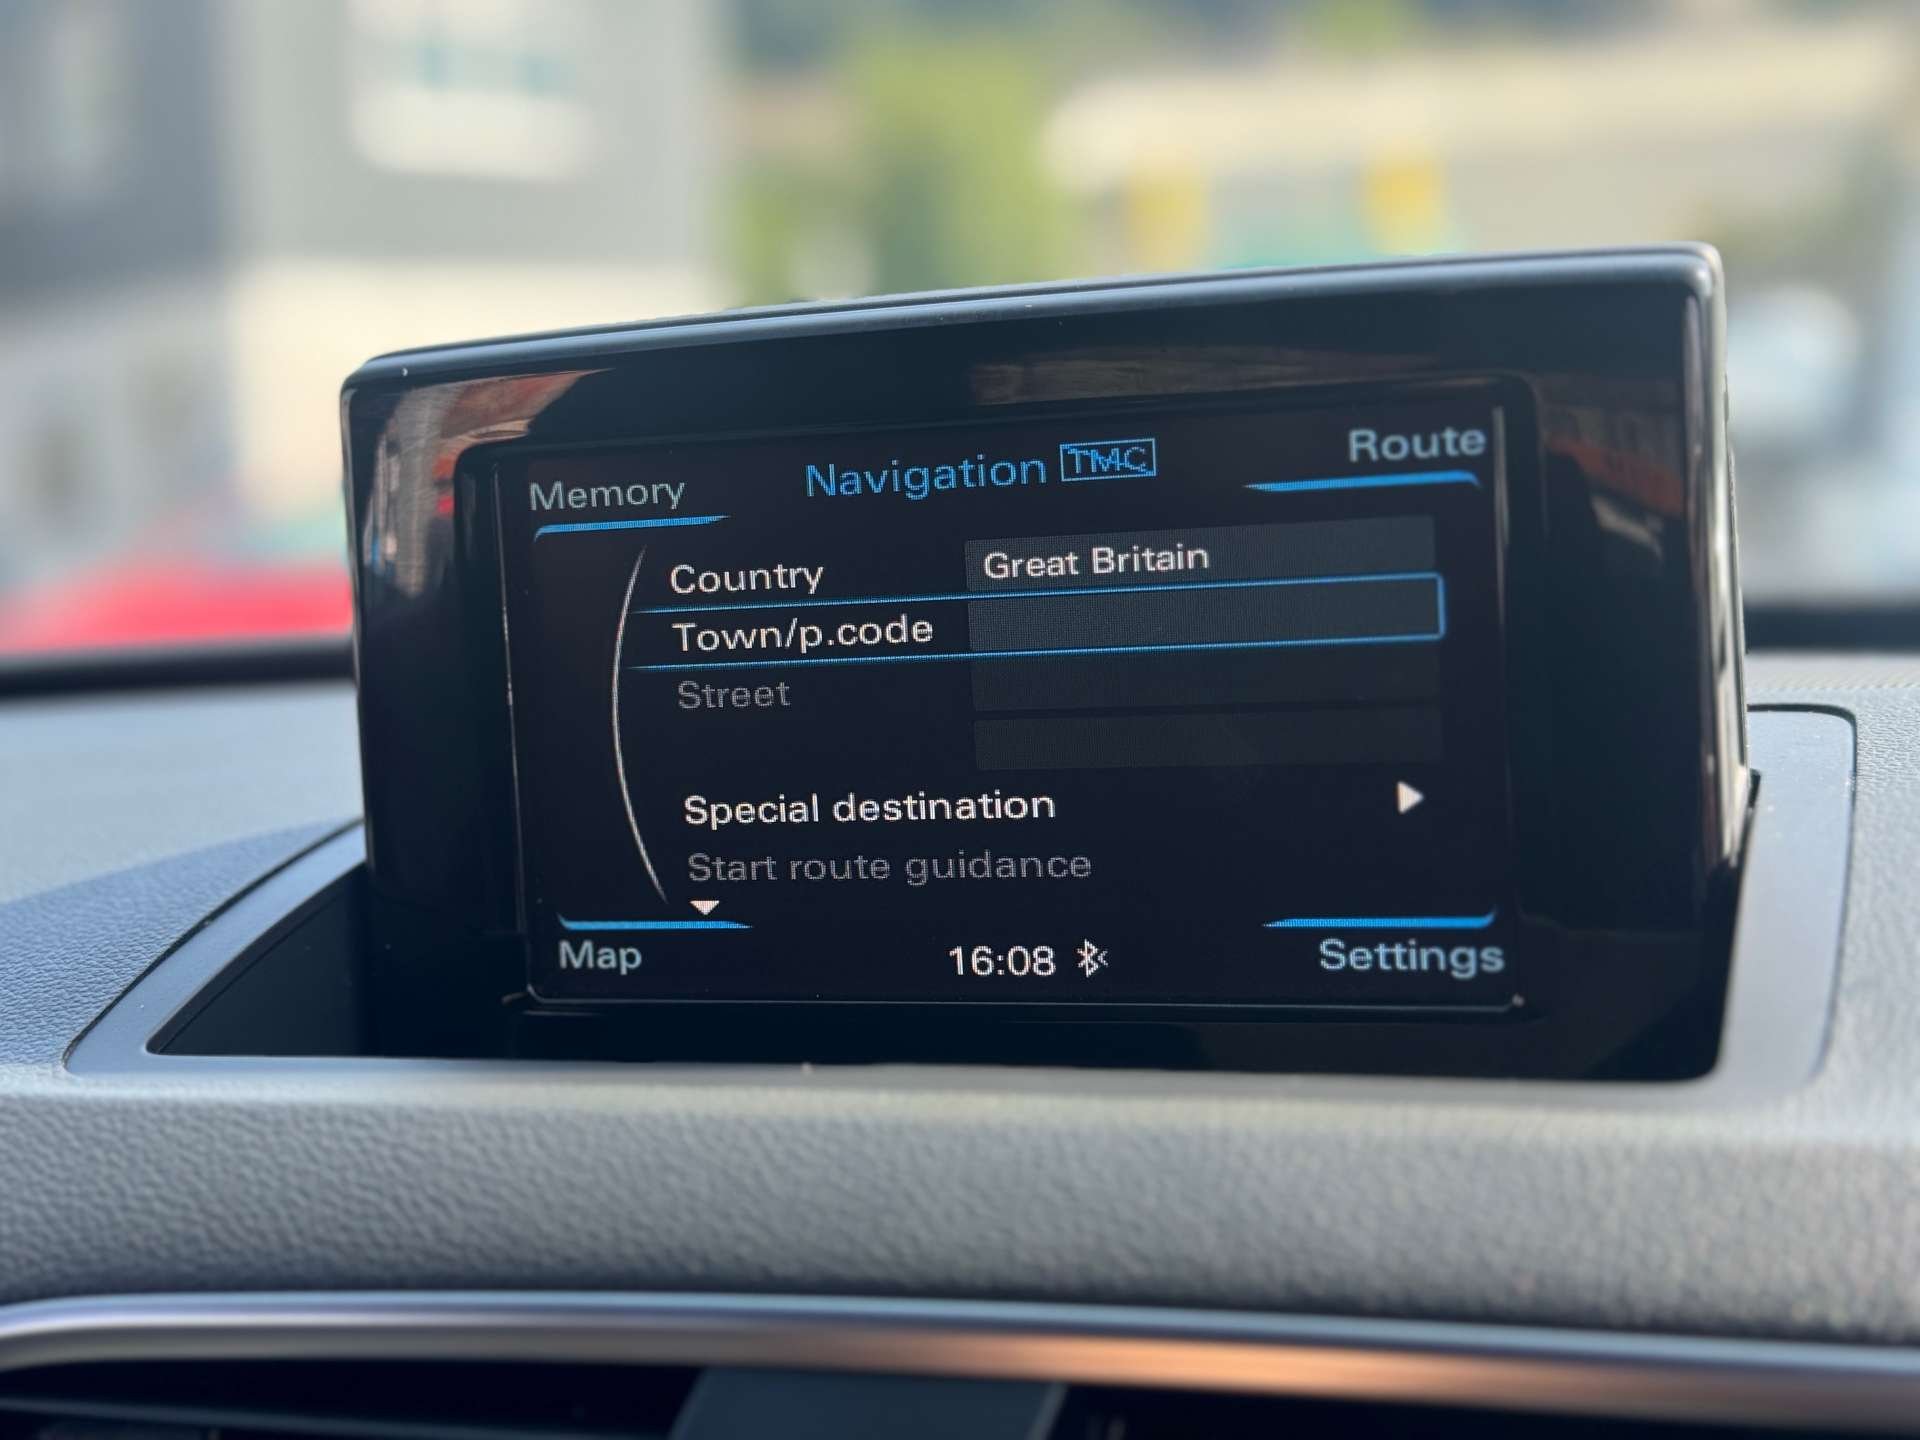 Memory
Navigation TMC
Route
Country Great Britain
Town/p.code
Street
Special destination
Start route guidance
Map
16:08
Settings